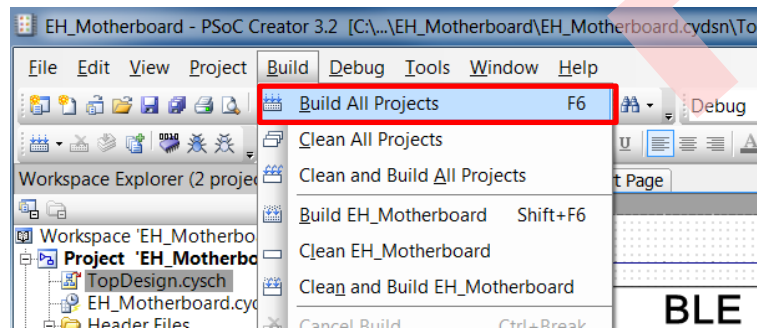 EH_Motherboard - PSoC Creator 3.2 [C:\...\EH_Motherboard\EH_Motherboard.cydsn\To
File Edit View Project Build Debug Tools Window Help
Build All Projects F6
Debug
Clean All Projects
U
A
Workspace Explorer (2 projec
Clean and Build All Projects
t Page
Build EH_Motherboard Shift+F6
Workspace 'EH_Motherbo
Clean EH_Motherboard
Project 'EH_Motherbo
TopDesign.cysch
Clean and Build EH_Motherboard
EH_Motherboard.cyd
BLE
Header Files
Cancel Build Ctrl+Break